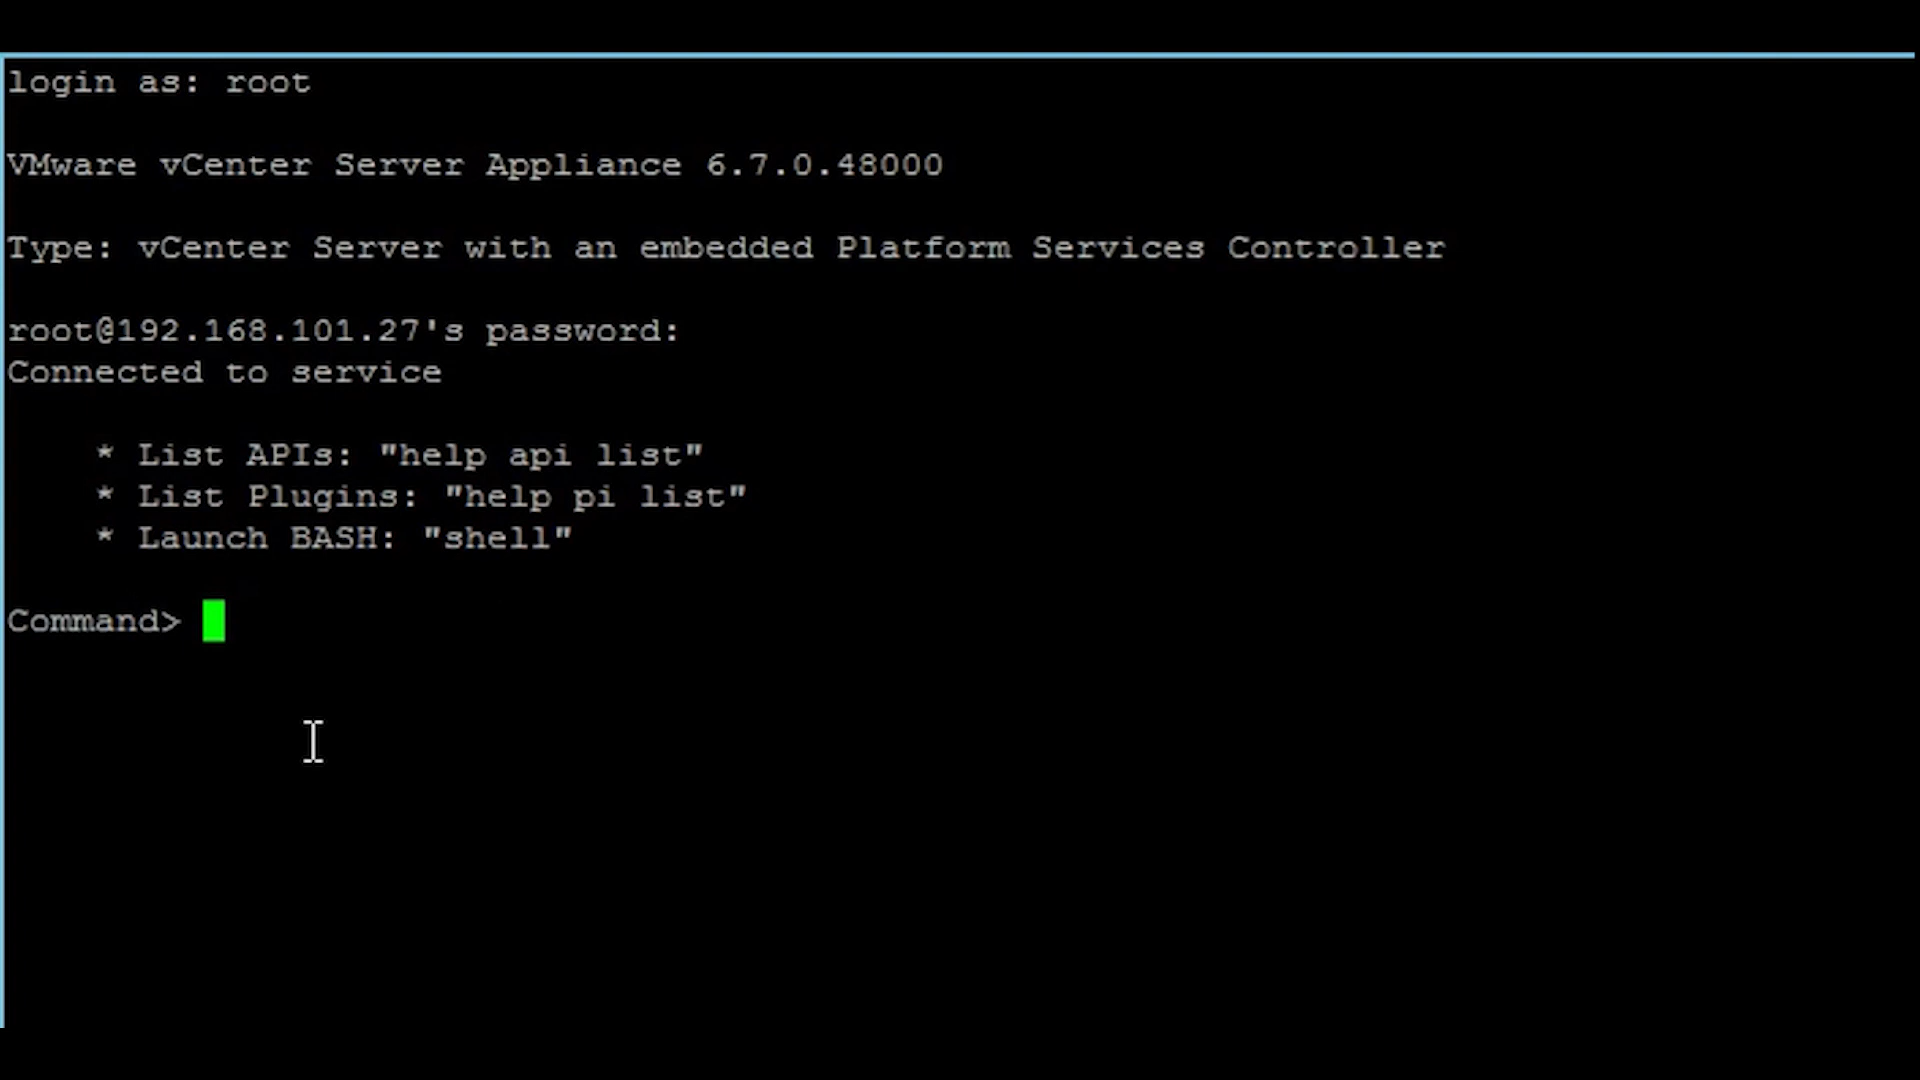 login as: root
VMware vCenter Server Appliance 6.7.0.48000
Type: vCenter Server with an embedded Platform Services Controller
root@192.168.101.27's password:
Connected to service
* List APIs: "help api list"
* List Plugins: "help pi list"
* Launch BASH: "shell"
Command>